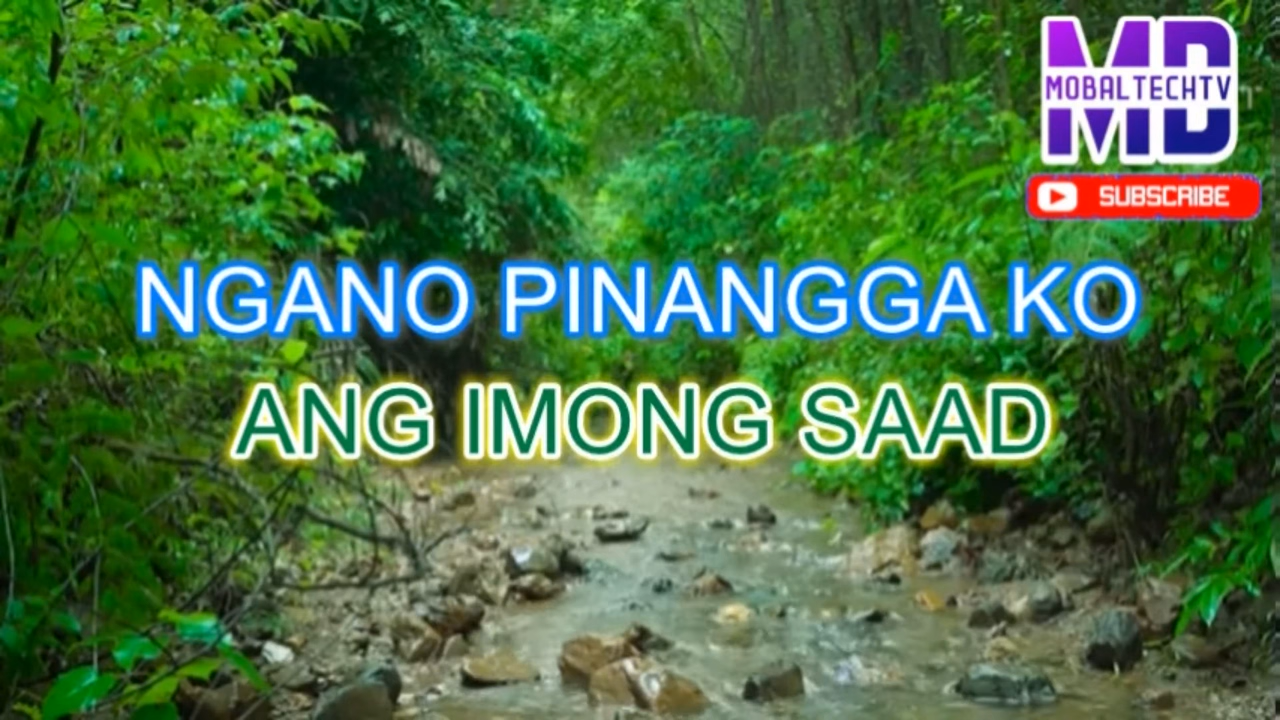 MD
MOBALTECHTV
SUBSCRIBE
NGANO PINANGGA KO
ANG IMONG SAAD